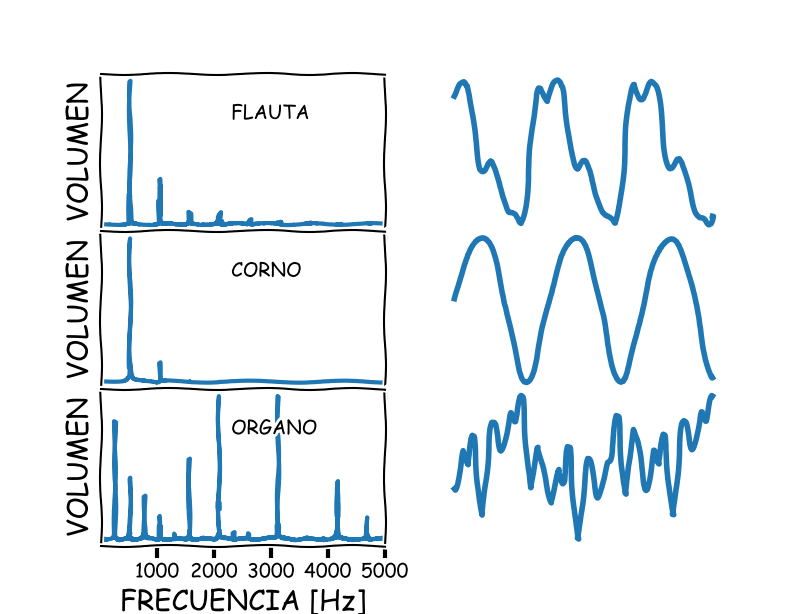 VOLUMEN
FLAUTA
VOLUMEN
CORNO
VOLUMEN
ORGANO
1000 2000 3000 4000 5000
FRECUENCIA [Hz]